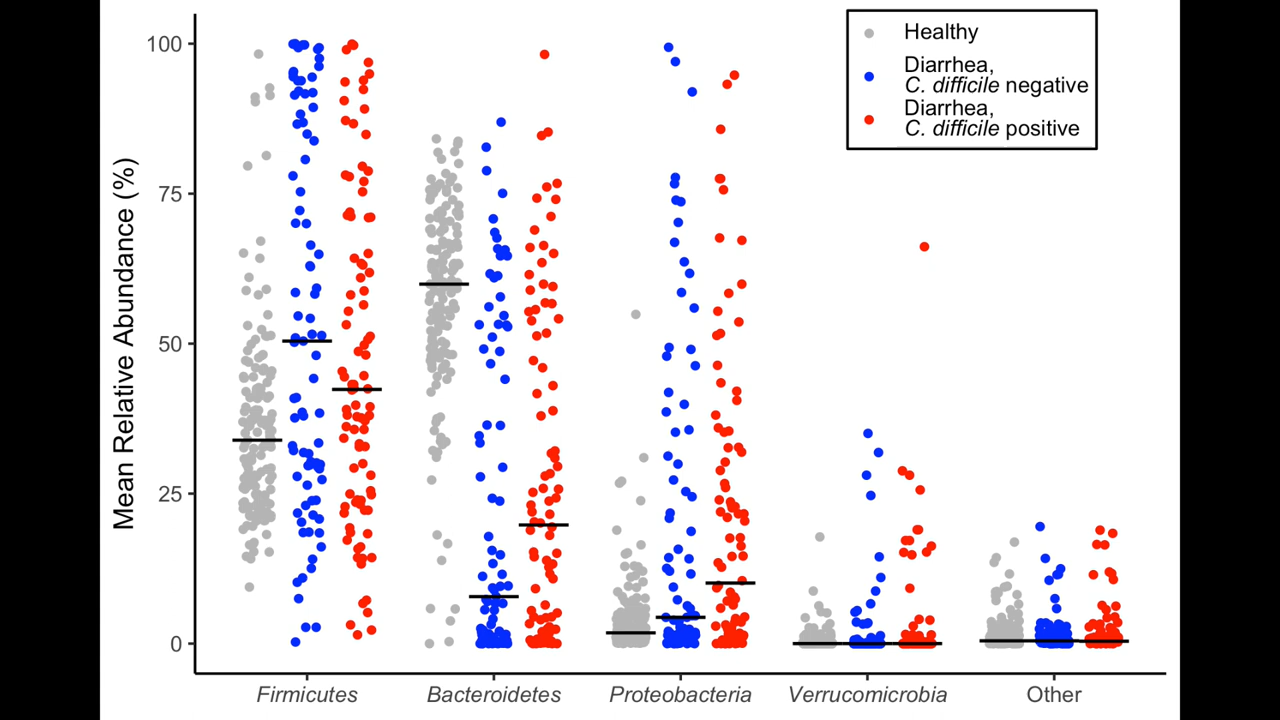 Healthy
Diarrhea,
C. difficile negative
Diarrhea,
C. difficile positive
Mean Relative Abundance (%)
100
75
50
25
0
Firmicutes
Bacteroidetes
Proteobacteria
Verrucomicrobia
Other